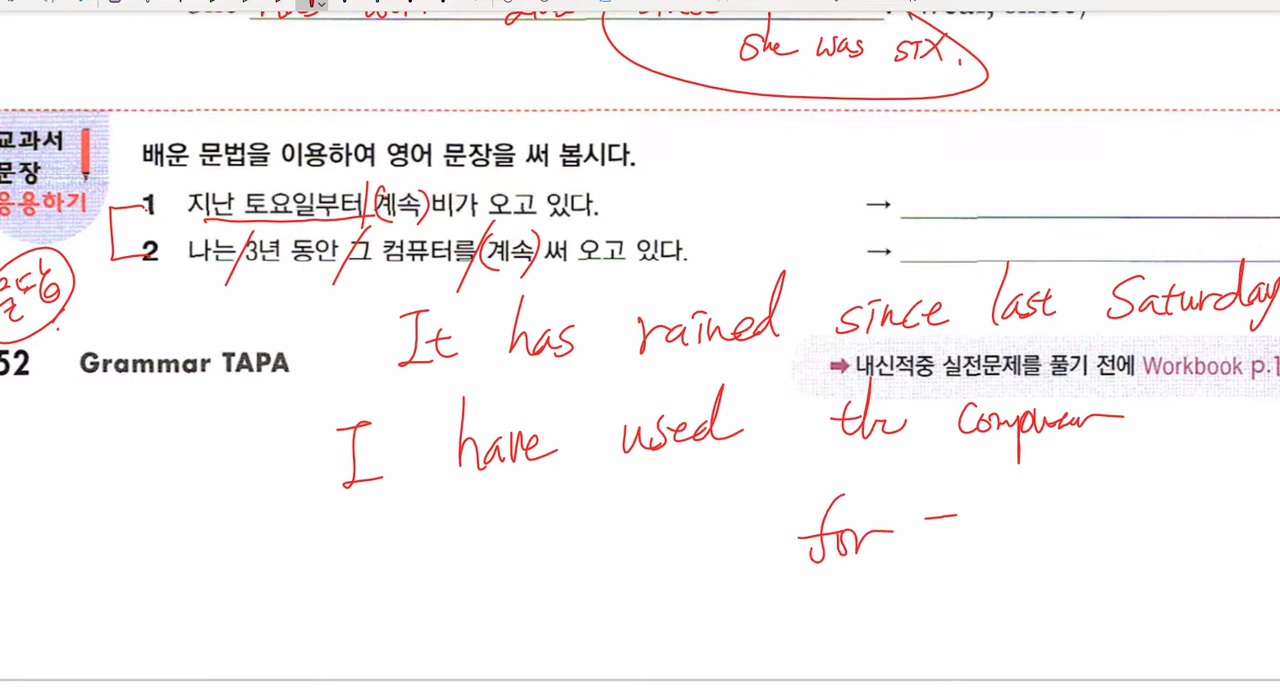 she was six.
교과서
문장
응용하기
배운 문법을 이용하여 영어 문장을 써 봅시다.
1 지난 토요일부터 (계속) 비가 오고 있다. →
2 나는 3년 동안 그 컴퓨터를 (계속) 써 오고 있다. →
It has rained since last Saturday
52 Grammar TAPA
➡ 내신적중 실전문제를 풀기 전에 Workbook p.1
I have used the computer
for